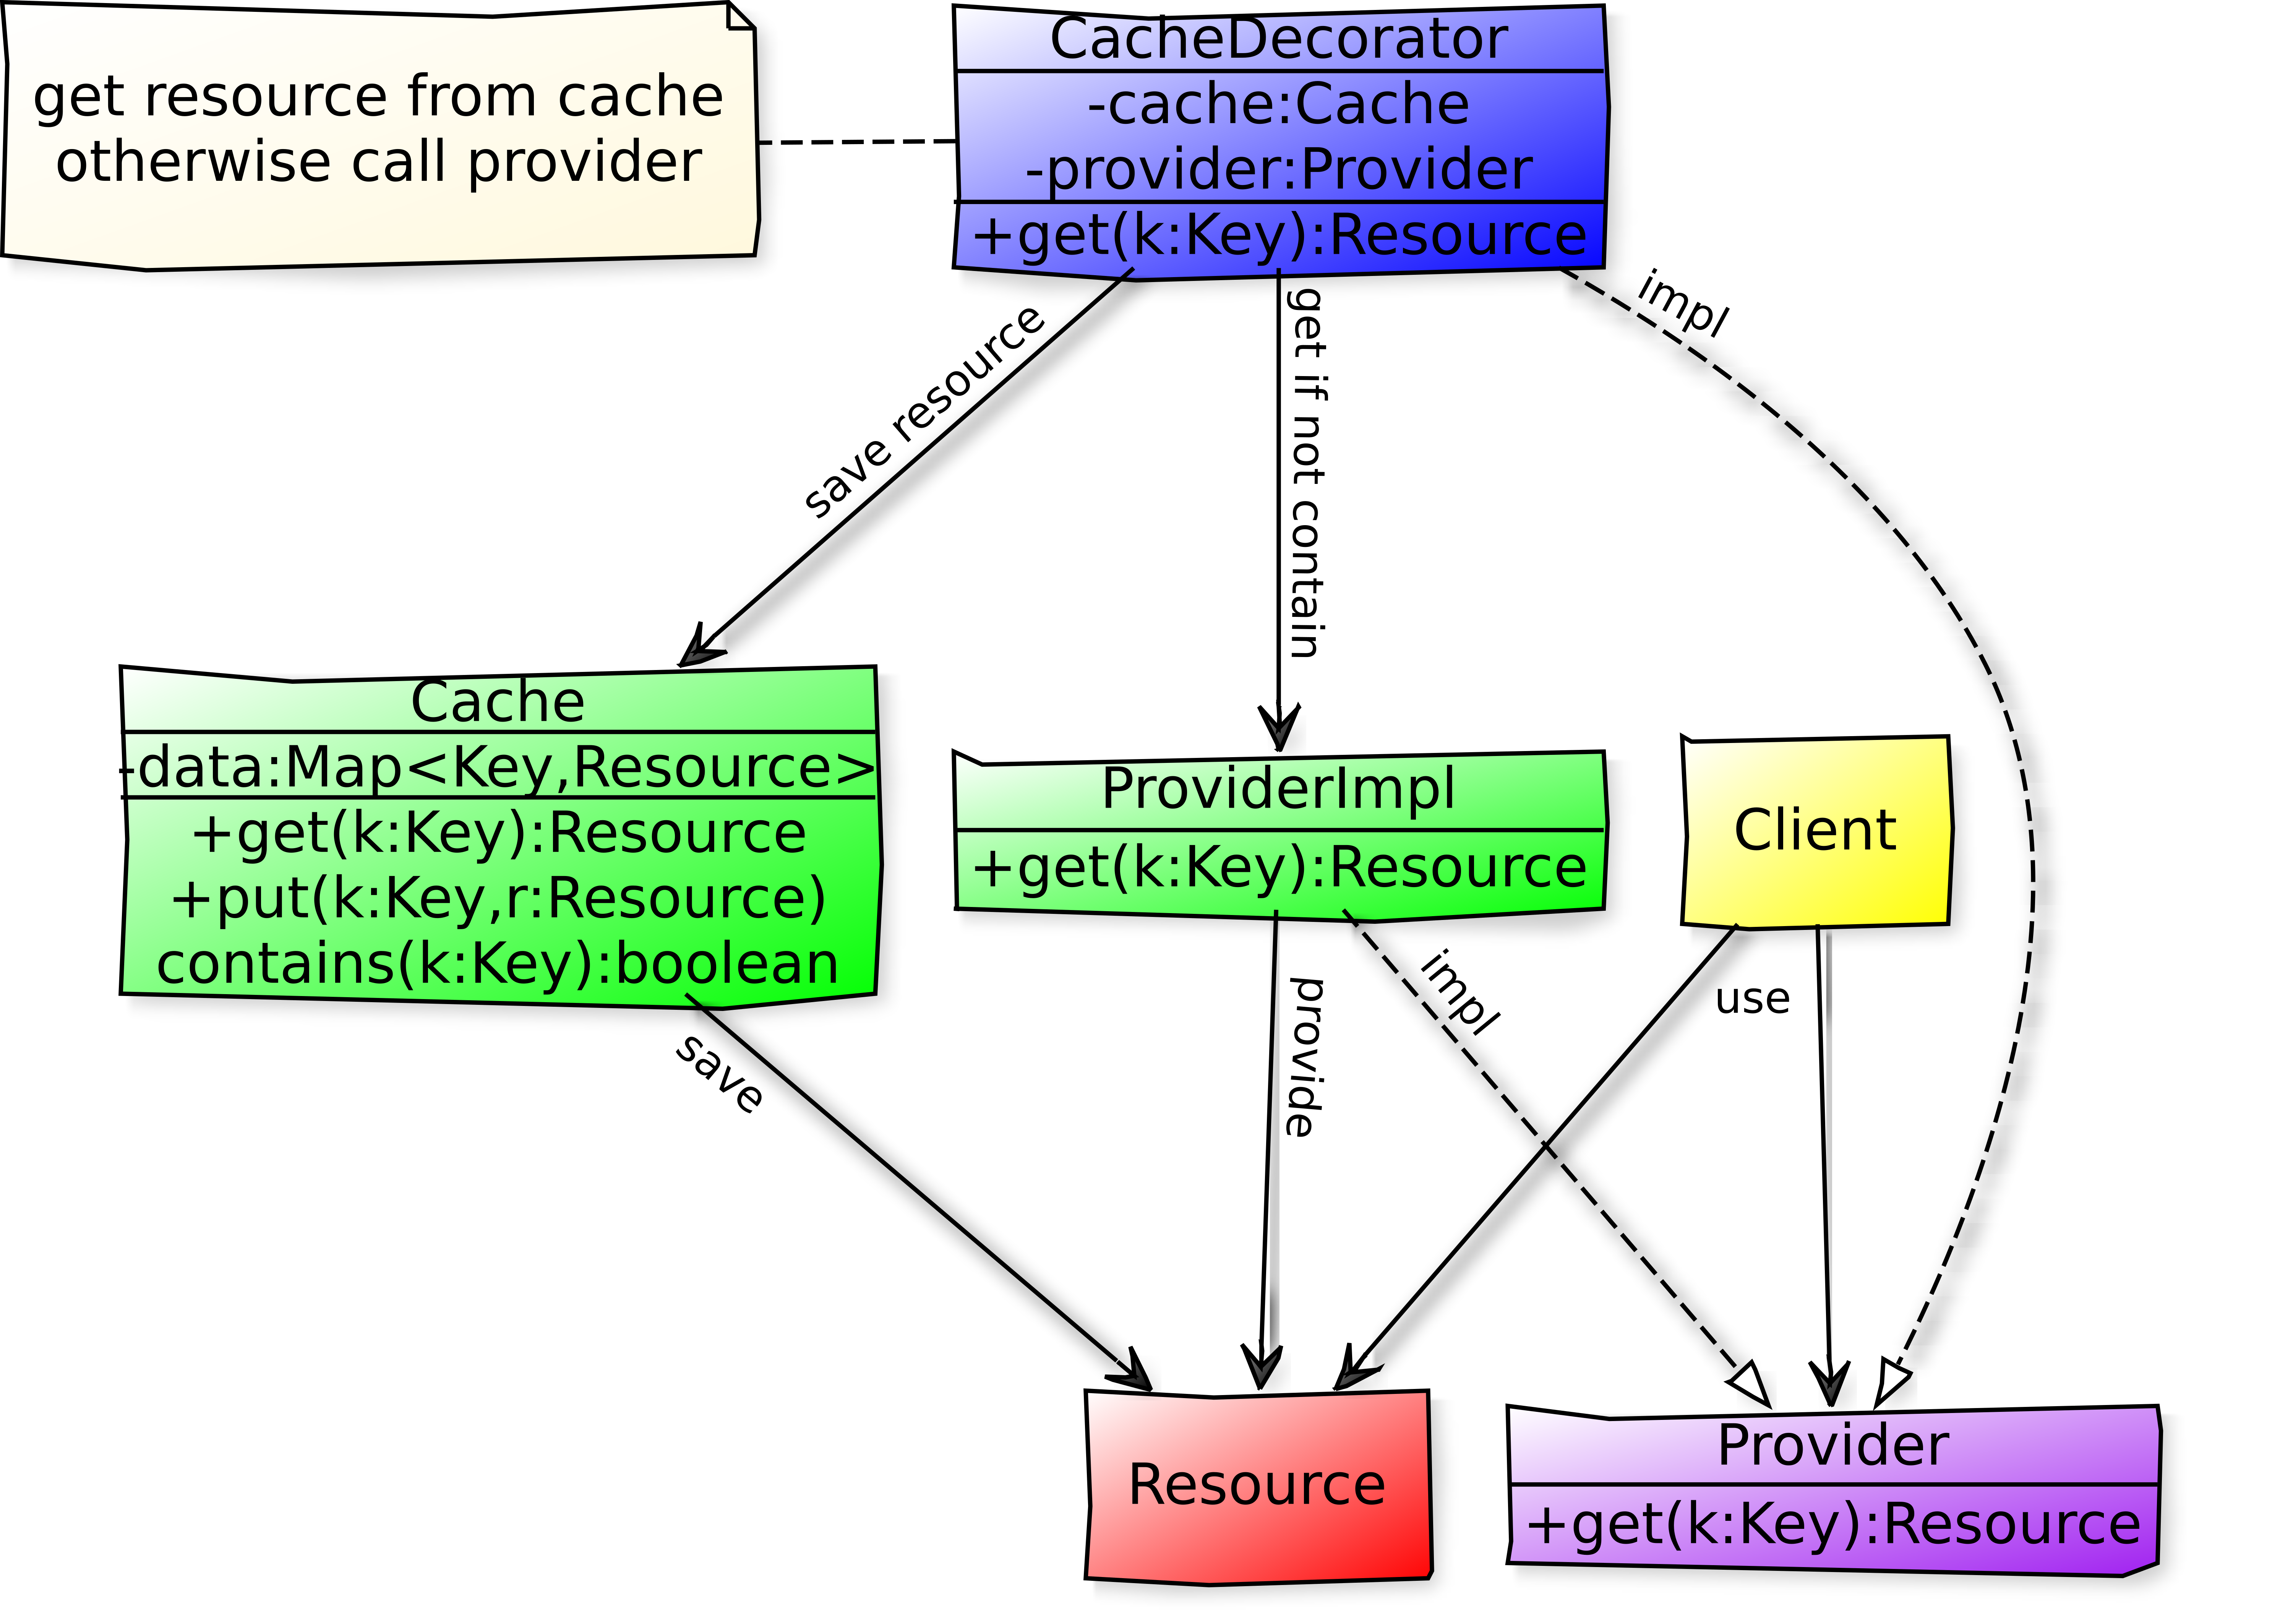 get resource from cache
otherwise call provider
CacheDecorator
-cache:Cache
-provider:Provider
+get(k:Key):Resource
save resource
get if not contain
impl
Cache
-data:Map<Key,Resource>
+get(k:Key):Resource
+put(k:Key,r:Resource)
contains(k:Key):boolean
ProviderImpl
+get(k:Key):Resource
Client
save
provide
impl
use
Resource
Provider
+get(k:Key):Resource